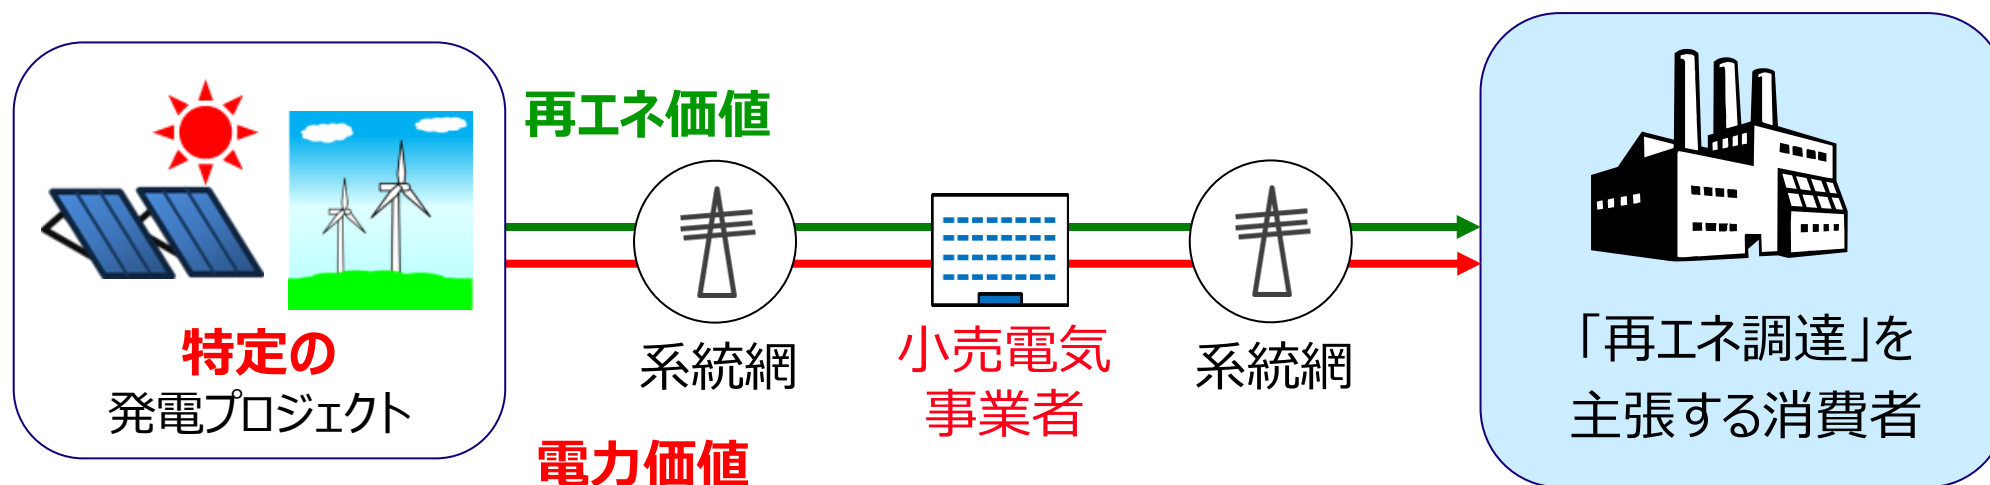 再エネ価値
特定の
発電プロジェクト
系統網
小売電気
事業者
系統網
「再エネ調達」を
主張する消費者
電力価値